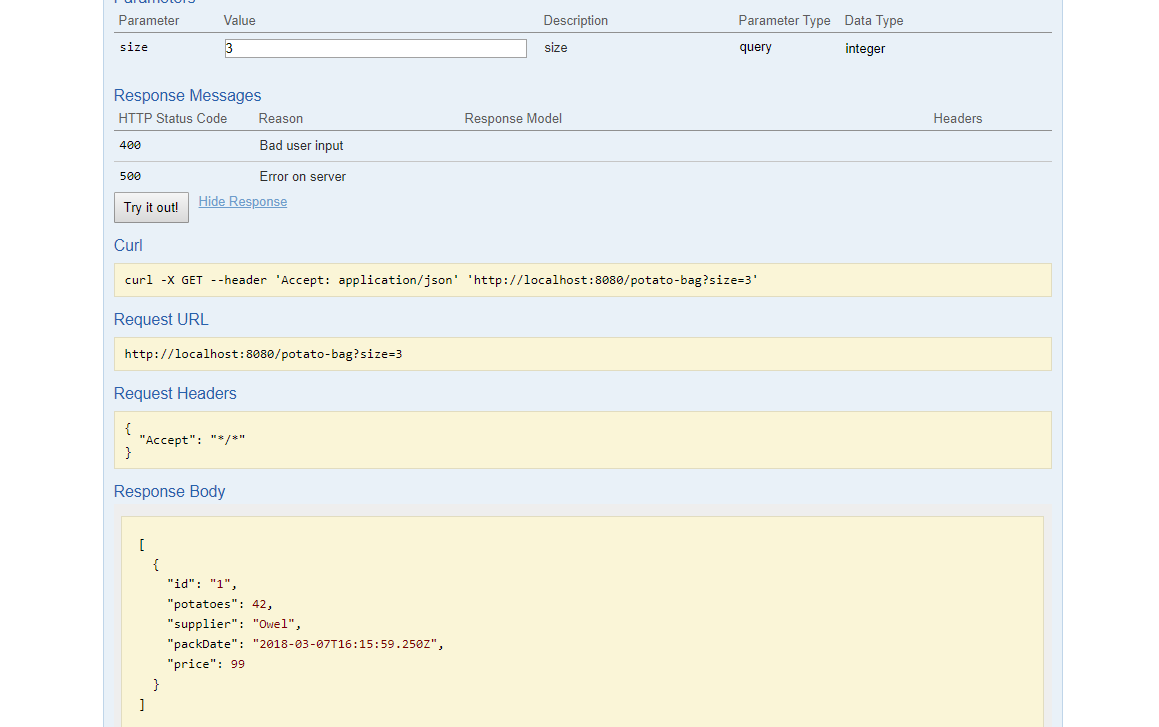 Parameters
Parameter Value Description Parameter Type Data Type
size 3 size query integer
Response Messages
HTTP Status Code Reason Response Model Headers
400 Bad user input
500 Error on server
Try it out! Hide Response
Curl
curl -X GET --header 'Accept: application/json' 'http://localhost:8080/potato-bag?size=3'
Request URL
http://localhost:8080/potato-bag?size=3
Request Headers
{
"Accept": "*/*"
}
Response Body
[
{
"id": "1",
"potatoes": 42,
"supplier": "Owel",
"packDate": "2018-03-07T16:15:59.250Z",
"price": 99
}
]